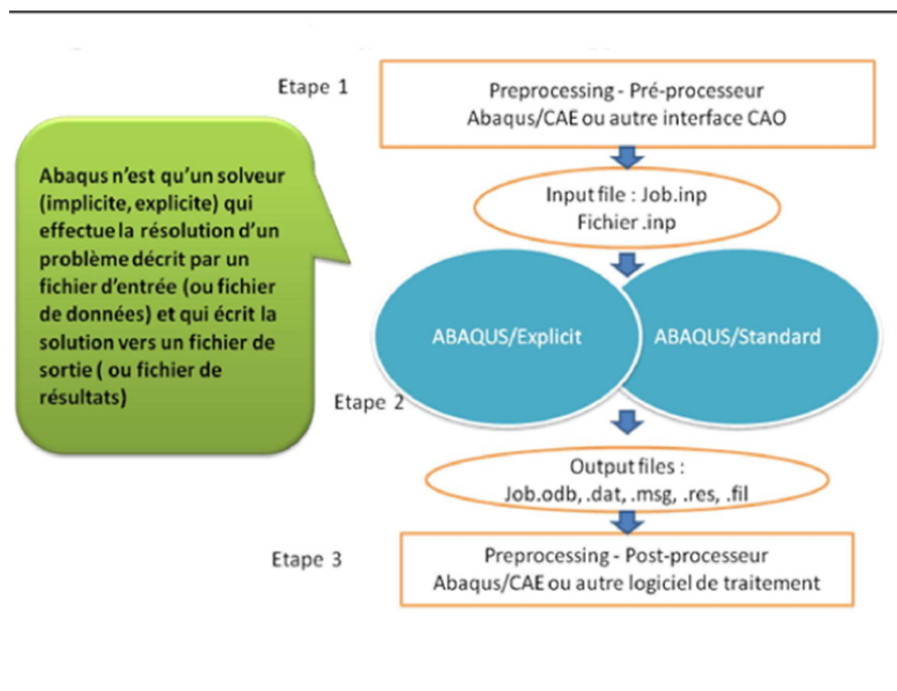 Etape 1
Preprocessing - Pré-processeur
Abaqus/CAE ou autre interface CAO
Abaqus n'est qu'un solveur
(implicite, explicite) qui
effectue la résolution d'un
problème décrit par un
fichier d'entrée (ou fichier
de données) et qui écrit la
solution vers un fichier de
sortie ( ou fichier de
résultats)
Input file : Job.inp
Fichier .inp
ABAQUS/Explicit
ABAQUS/Standard
Etape 2
Output files :
Job.odb, .dat, .msg, .res, .fil
Etape 3
Preprocessing - Post-processeur
Abaqus/CAE ou autre logiciel de traitement